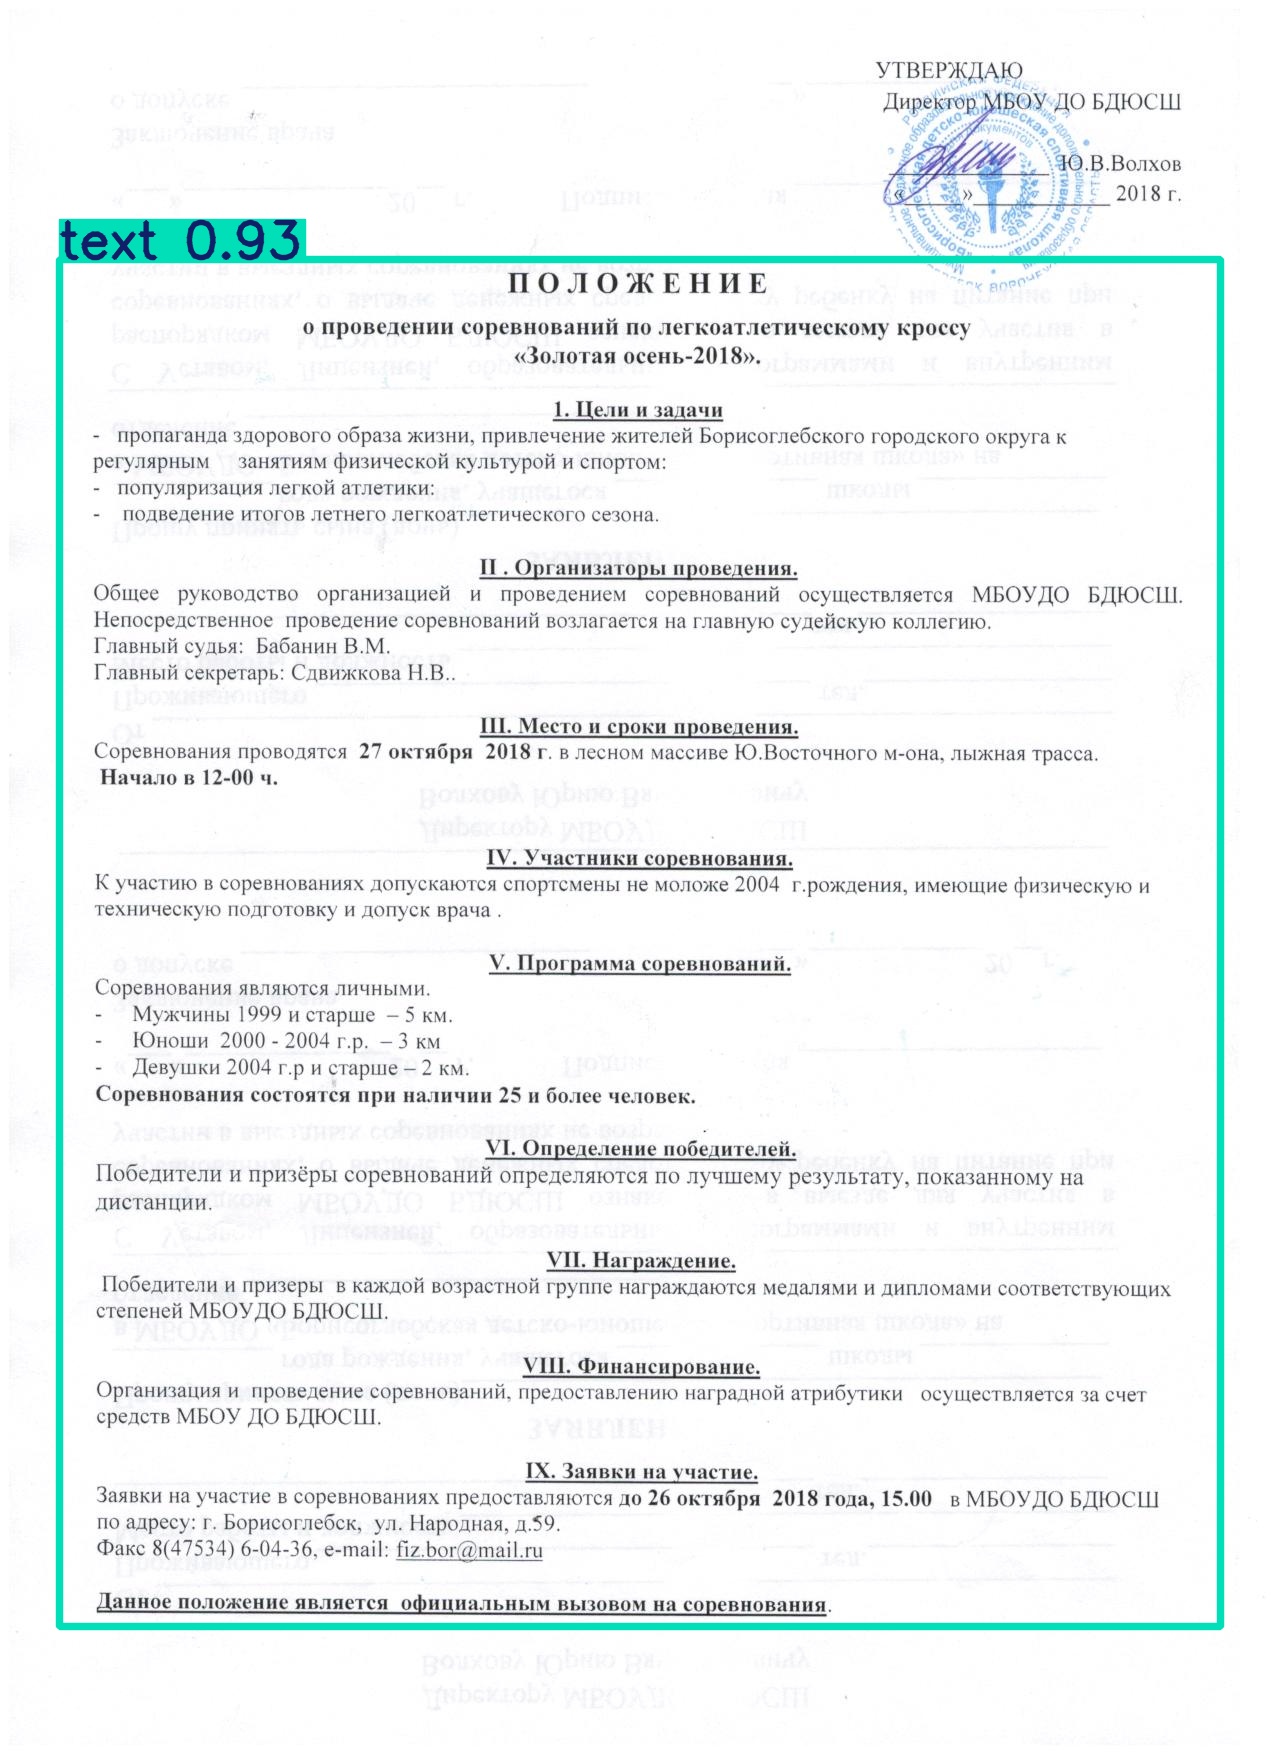 УТВЕРЖДАЮ
Директор МБОУ ДО БДЮСШ
Ю.В.Волхов
«_____»____________ 2018 г.
text 0.93
П О Л О Ж Е Н И Е
о проведении соревнований по легкоатлетическому кроссу
«Золотая осень-2018».
1. Цели и задачи
- пропаганда здорового образа жизни, привлечение жителей Борисоглебского городского округа к
регулярным занятиям физической культурой и спортом:
- популяризация легкой атлетики:
- подведение итогов летнего легкоатлетического сезона.
II . Организаторы проведения.
Общее руководство организацией и проведением соревнований осуществляется МБОУДО БДЮСШ.
Непосредственное проведение соревнований возлагается на главную судейскую коллегию.
Главный судья: Бабанин В.М.
Главный секретарь: Сдвижкова Н.В..
III. Место и сроки проведения.
Соревнования проводятся 27 октября 2018 г. в лесном массиве Ю.Восточного м-она, лыжная трасса.
Начало в 12-00 ч.
IV. Участники соревнования.
К участию в соревнованиях допускаются спортсмены не моложе 2004 г.рождения, имеющие физическую и
техническую подготовку и допуск врача .
V. Программа соревнований.
Соревнования являются личными.
- Мужчины 1999 и старше – 5 км.
- Юноши 2000 - 2004 г.р. – 3 км
- Девушки 2004 г.р и старше – 2 км.
Соревнования состоятся при наличии 25 и более человек.
VI. Определение победителей.
Победители и призёры соревнований определяются по лучшему результату, показанному на
дистанции.
VII. Награждение.
Победители и призеры в каждой возрастной группе награждаются медалями и дипломами соответствующих
степеней МБОУДО БДЮСШ.
VIII. Финансирование.
Организация и проведение соревнований, предоставлению наградной атрибутики осуществляется за счет
средств МБОУ ДО БДЮСШ.
IX. Заявки на участие.
Заявки на участие в соревнованиях предоставляются до 26 октября 2018 года, 15.00 в МБОУДО БДЮСШ
по адресу: г. Борисоглебск, ул. Народная, д.59.
Факс 8(47534) 6-04-36, e-mail: fiz.bor@mail.ru
Данное положение является официальным вызовом на соревнования.